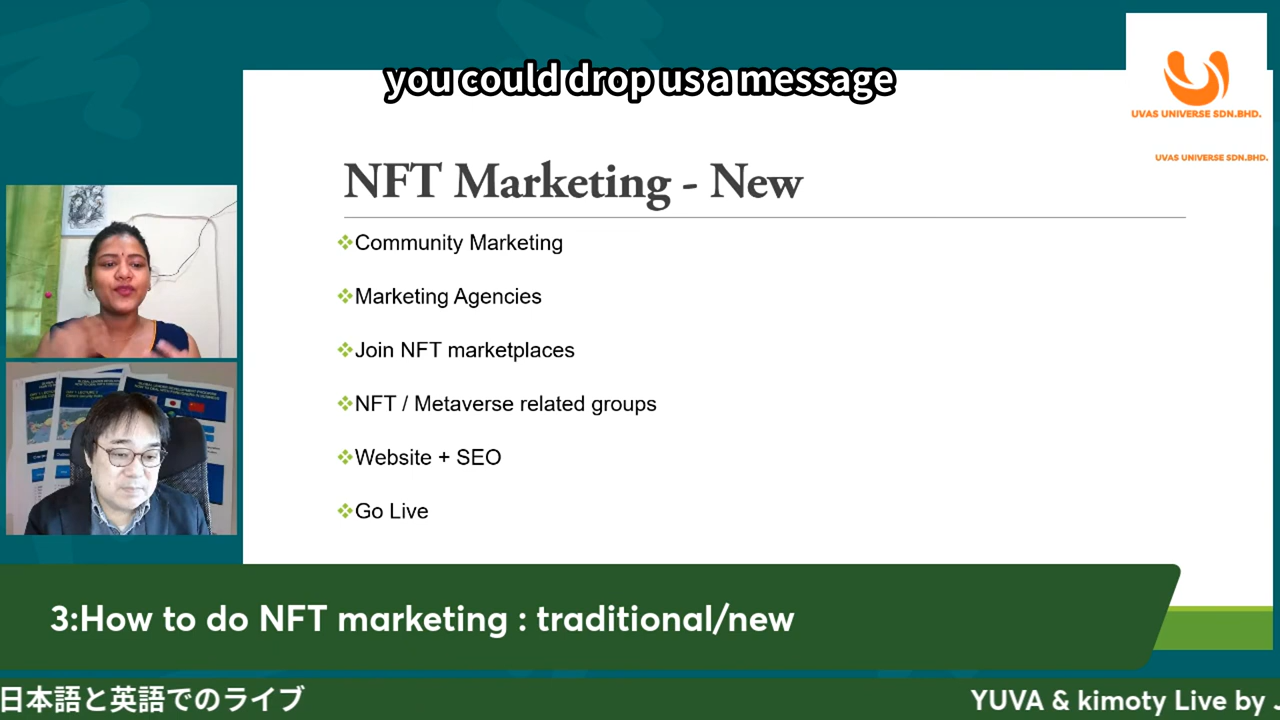 you could drop us a message
UVAS UNIVERSE SDN.BHD.
UVAS UNIVERSE SDN.BHD.
NFT Marketing - New
Community Marketing
Marketing Agencies
Join NFT marketplaces
NFT / Metaverse related groups
Website + SEO
Go Live
3:How to do NFT marketing : traditional/new
日本語と英語でのライブ
YUVA & kimoty Live by